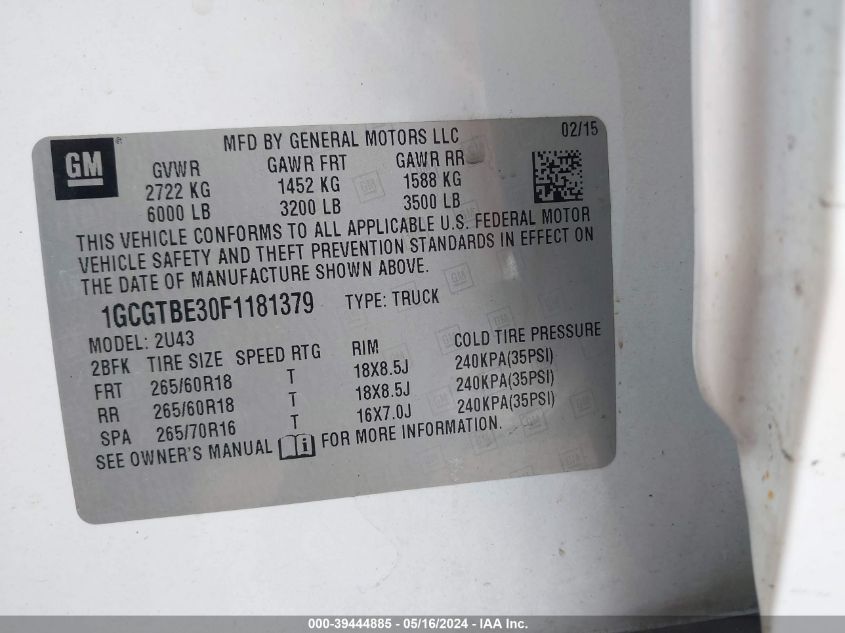 MFD BY GENERAL MOTORS LLC 02/15
GM
GVWR GAWR FRT GAWR RR
2722 KG 1452 KG 1588 KG
6000 LB 3200 LB 3500 LB
THIS VEHICLE CONFORMS TO ALL APPLICABLE U.S. FEDERAL MOTOR
VEHICLE SAFETY AND THEFT PREVENTION STANDARDS IN EFFECT ON
THE DATE OF MANUFACTURE SHOWN ABOVE.
1GCGTBE30F1181379 TYPE: TRUCK
MODEL: 2U43
2BFK TIRE SIZE SPEED RTG RIM COLD TIRE PRESSURE
FRT 265/60R18 T 18X8.5J 240KPA(35PSI)
RR 265/60R18 T 18X8.5J 240KPA(35PSI)
SPA 265/70R16 T 16X7.0J 240KPA(35PSI)
SEE OWNER'S MANUAL i FOR MORE INFORMATION.
000-39444885 - 05/16/2024 - www.iaai.com